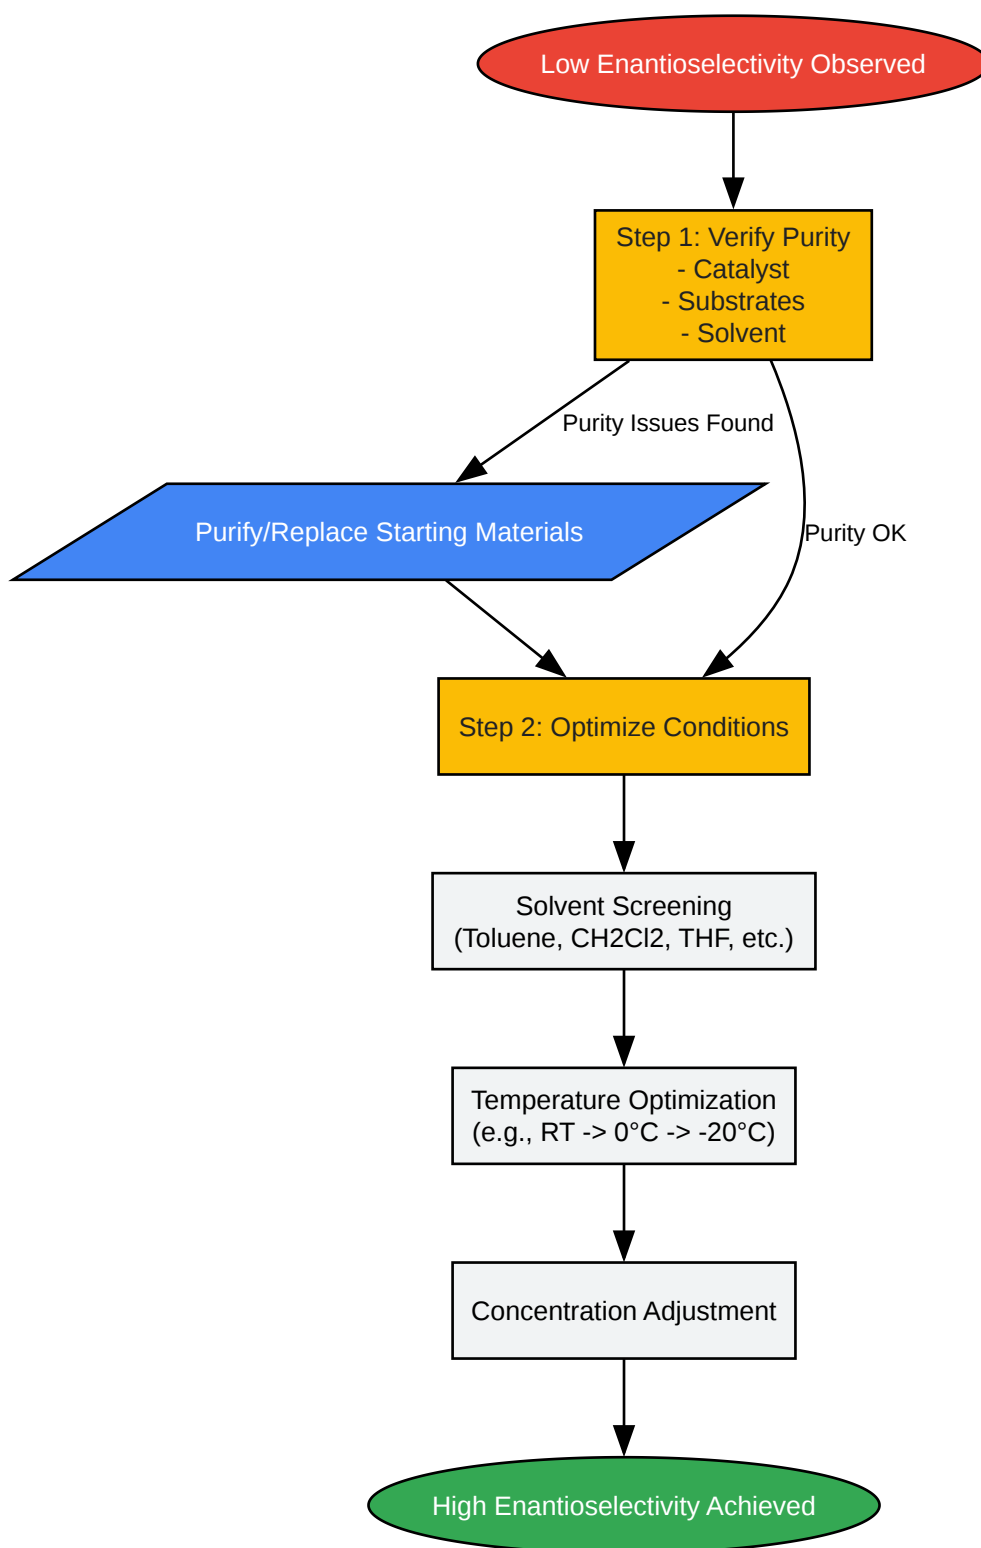 Low Enantioselectivity Observed
Step 1: Verify Purity
- Catalyst
- Substrates
- Solvent
Purity Issues Found
Purify/Replace Starting Materials
Purity OK
Step 2: Optimize Conditions
Solvent Screening
(Toluene, CH2Cl2, THF, etc.)
Temperature Optimization
(e.g., RT -> 0°C -> -20°C)
Concentration Adjustment
High Enantioselectivity Achieved